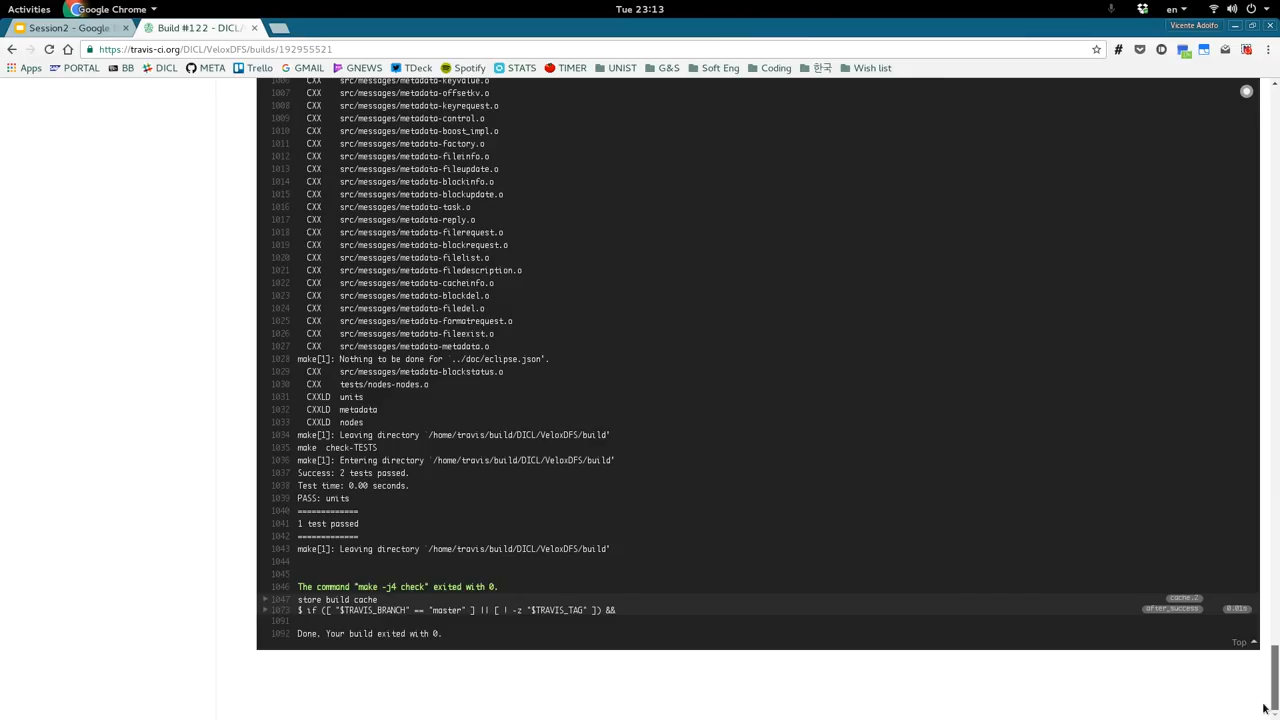 Activities Google Chrome Tue 23:13 en
Session2 - Google Build #122 - DICL/ Vicente Adolfo
https://travis-ci.org/DICL/VeloxDFS/builds/192955521
Apps PORTAL BB DICL META Trello GMAIL GNEWS TDeck Spotify STATS TIMER UNIST G&S Soft Eng Coding 한국 Wish list
1006 CXX src/messages/metadata-keyvalue.o
1007 CXX src/messages/metadata-offsetkv.o
1008 CXX src/messages/metadata-keyrequest.o
1009 CXX src/messages/metadata-control.o
1010 CXX src/messages/metadata-boost_impl.o
1011 CXX src/messages/metadata-factory.o
1012 CXX src/messages/metadata-fileinfo.o
1013 CXX src/messages/metadata-fileupdate.o
1014 CXX src/messages/metadata-blockinfo.o
1015 CXX src/messages/metadata-blockupdate.o
1016 CXX src/messages/metadata-task.o
1017 CXX src/messages/metadata-reply.o
1018 CXX src/messages/metadata-filerequest.o
1019 CXX src/messages/metadata-blockrequest.o
1020 CXX src/messages/metadata-filelist.o
1021 CXX src/messages/metadata-filedescription.o
1022 CXX src/messages/metadata-cacheinfo.o
1023 CXX src/messages/metadata-blockdel.o
1024 CXX src/messages/metadata-filedel.o
1025 CXX src/messages/metadata-formatrequest.o
1026 CXX src/messages/metadata-fileexist.o
1027 CXX src/messages/metadata-metadata.o
1028 make[1]: Nothing to be done for `../doc/eclipse.json'.
1029 CXX src/messages/metadata-blockstatus.o
1030 CXX tests/nodes-nodes.o
1031 CXXLD units
1032 CXXLD metadata
1033 CXXLD nodes
1034 make[1]: Leaving directory `/home/travis/build/DICL/VeloxDFS/build'
1035 make check-TESTS
1036 make[1]: Entering directory `/home/travis/build/DICL/VeloxDFS/build'
1037 Success: 2 tests passed.
1038 Test time: 0.00 seconds.
1039 PASS: units
1040 =============
1041 1 test passed
1042 =============
1043 make[1]: Leaving directory `/home/travis/build/DICL/VeloxDFS/build'
1044
1045
1046 The command "make -j4 check" exited with 0.
1047 store build cache cache.2
1073 $ if ([ "$TRAVIS_BRANCH" == "master" ] || [ ! -z "$TRAVIS_TAG" ]) && after_success 0.01s
1091
1092 Done. Your build exited with 0.
Top